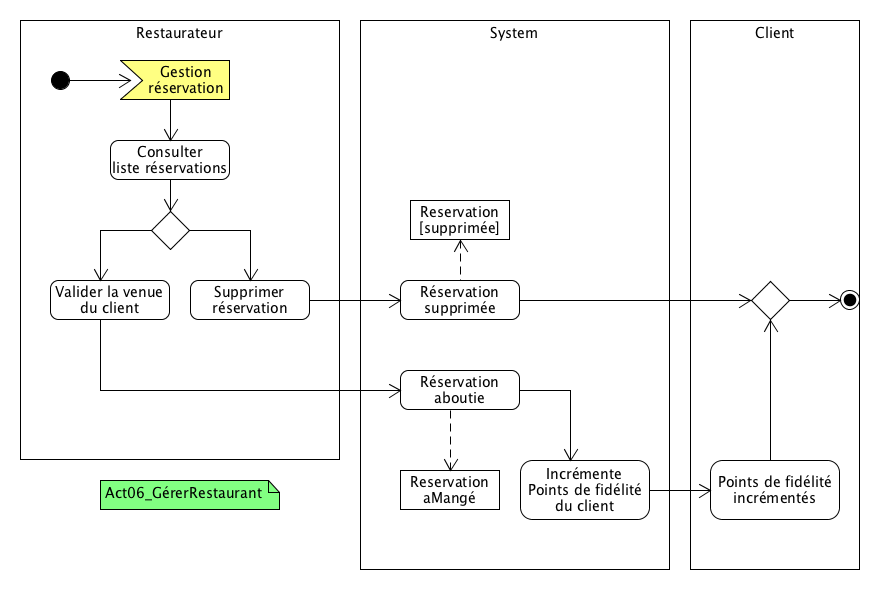 Restaurateur
System
Client
Gestion
réservation
Consulter
liste réservations
Reservation
[supprimée]
Valider la venue
du client
Supprimer
réservation
Réservation
supprimée
Réservation
aboutie
Reservation
aMangé
Incrémente
Points de fidélité
du client
Points de fidélité
incrémentés
Act06_GérerRestaurant